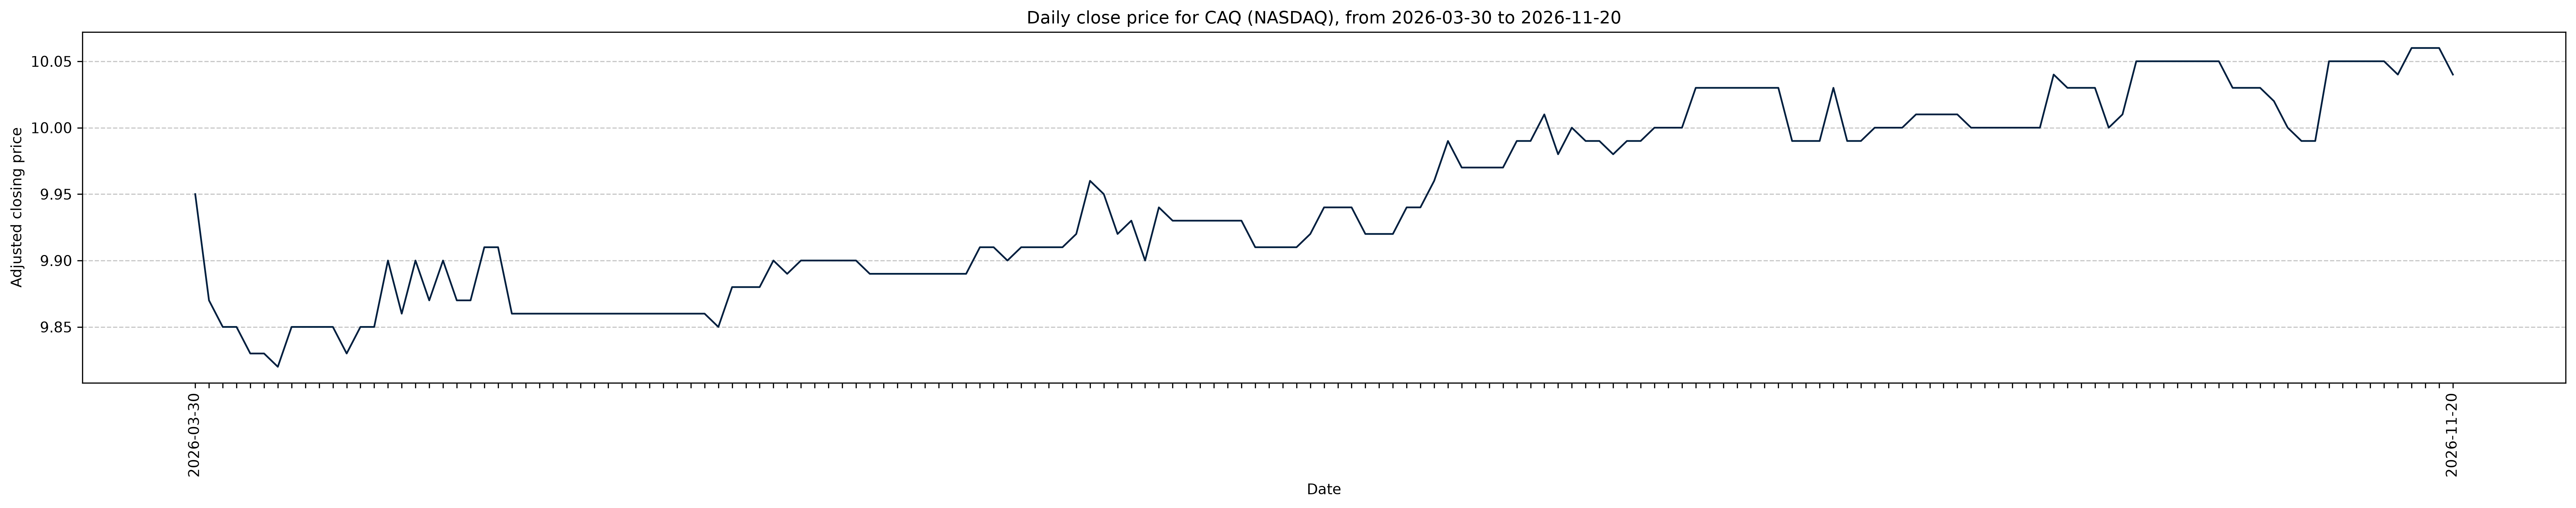 Daily close price for CAQ (NASDAQ), from 2026-03-30 to 2026-11-20
Adjusted closing price
10.05
10.00
9.95
9.90
9.85
2026-03-30
2026-11-20
Date